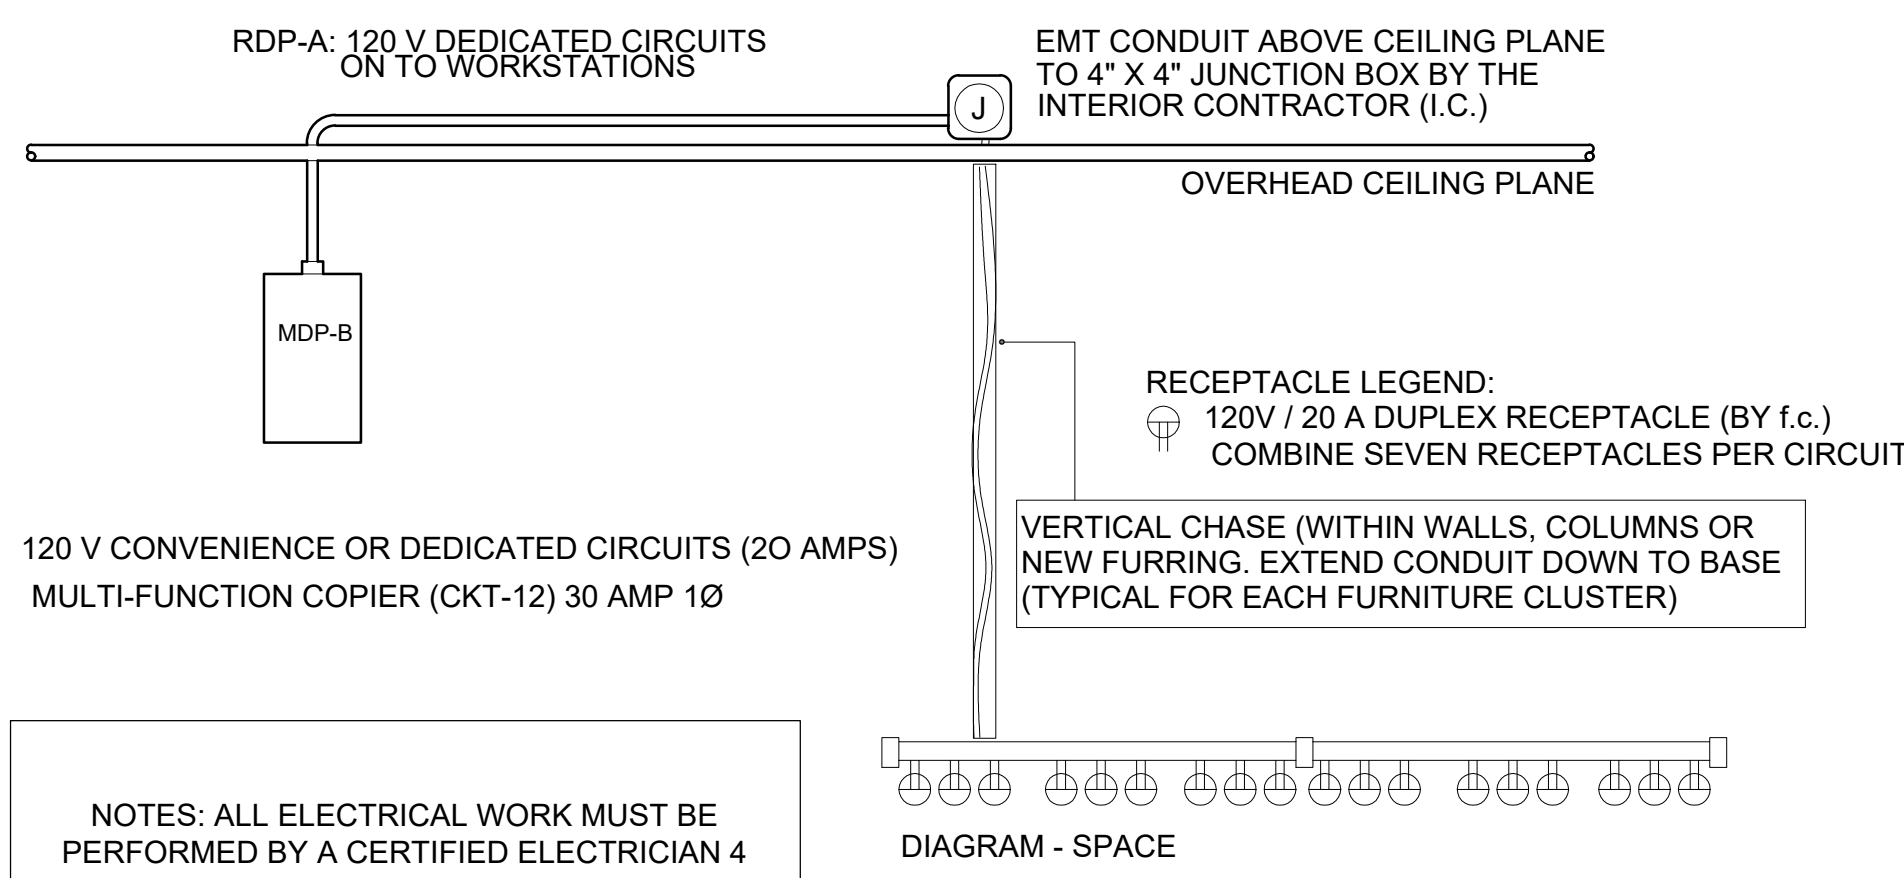 RDP-A: 120 V DEDICATED CIRCUITS
ON TO WORKSTATIONS
EMT CONDUIT ABOVE CEILING PLANE
TO 4" X 4" JUNCTION BOX BY THE
INTERIOR CONTRACTOR (I.C.)
J
OVERHEAD CEILING PLANE
MDP-B
RECEPTACLE LEGEND:
120V / 20 A DUPLEX RECEPTACLE (BY f.c.)
COMBINE SEVEN RECEPTACLES PER CIRCUIT
120 V CONVENIENCE OR DEDICATED CIRCUITS (2O AMPS)
MULTI-FUNCTION COPIER (CKT-12) 30 AMP 1Ø
VERTICAL CHASE (WITHIN WALLS, COLUMNS OR
NEW FURRING. EXTEND CONDUIT DOWN TO BASE
(TYPICAL FOR EACH FURNITURE CLUSTER)
NOTES: ALL ELECTRICAL WORK MUST BE
PERFORMED BY A CERTIFIED ELECTRICIAN 4
DIAGRAM - SPACE